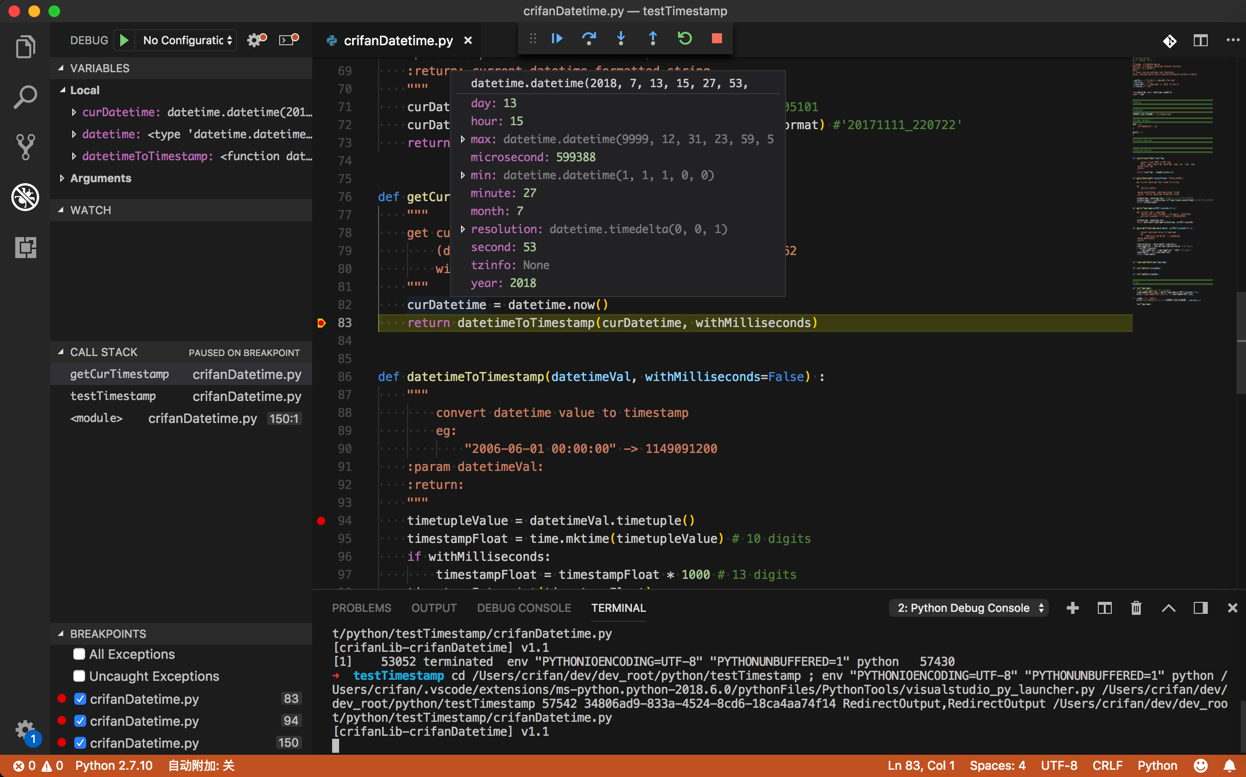 crifanDatetime.py — testTimestamp
DEBUG
No Configuratic
crifanDatetime.py
VARIABLES
Local
curDatetime: datetime.datetime(201…
datetime: <type 'datetime.datetime…
datetimeToTimestamp: <function dat…
Arguments
WATCH
CALL STACK
PAUSED ON BREAKPOINT
getCurTimestamp crifanDatetime.py
testTimestamp crifanDatetime.py
<module> crifanDatetime.py 150:1
BREAKPOINTS
All Exceptions
Uncaught Exceptions
crifanDatetime.py 83
crifanDatetime.py 94
crifanDatetime.py 150
1
69 :return: current datetime formatted string
70 """
71 curDat 05101
72 curDat ormat) #'20171111_220722'
73 return
74
75
76 def getCur
77 """
78 get cu
79 (d 52
80 wi
81 """
82 curDatetime = datetime.now()
83 return datetimeToTimestamp(curDatetime, withMilliseconds)
84
85
86 def datetimeToTimestamp(datetimeVal, withMilliseconds=False) :
87 """
88 convert datetime value to timestamp
89 eg:
90 "2006-06-01 00:00:00" -> 1149091200
91 :param datetimeVal:
92 :return:
93 """
94 timetupleValue = datetimeVal.timetuple()
95 timestampFloat = time.mktime(timetupleValue) # 10 digits
96 if withMilliseconds:
97 timestampFloat = timestampFloat * 1000 # 13 digits
datetime.datetime(2018, 7, 13, 15, 27, 53,
day: 13
hour: 15
max: datetime.datetime(9999, 12, 31, 23, 59, 5
microsecond: 599388
min: datetime.datetime(1, 1, 1, 0, 0)
minute: 27
month: 7
resolution: datetime.timedelta(0, 0, 1)
second: 53
tzinfo: None
year: 2018
PROBLEMS OUTPUT DEBUG CONSOLE TERMINAL
2: Python Debug Console
t/python/testTimestamp/crifanDatetime.py
[crifanLib-crifanDatetime] v1.1
[1] 53052 terminated env "PYTHONIOENCODING=UTF-8" "PYTHONUNBUFFERED=1" python 57430
➜ testTimestamp cd /Users/crifan/dev/dev_root/python/testTimestamp ; env "PYTHONIOENCODING=UTF-8" "PYTHONUNBUFFERED=1" python /
Users/crifan/.vscode/extensions/ms-python.python-2018.6.0/pythonFiles/PythonTools/visualstudio_py_launcher.py /Users/crifan/dev/
dev_root/python/testTimestamp 57542 34806ad9-833a-4524-8cd6-18ca4aa74f14 RedirectOutput,RedirectOutput /Users/crifan/dev/dev_roo
t/python/testTimestamp/crifanDatetime.py
[crifanLib-crifanDatetime] v1.1
0 0 Python 2.7.10 自动附加: 关
Ln 83, Col 1 Spaces: 4 UTF-8 CRLF Python